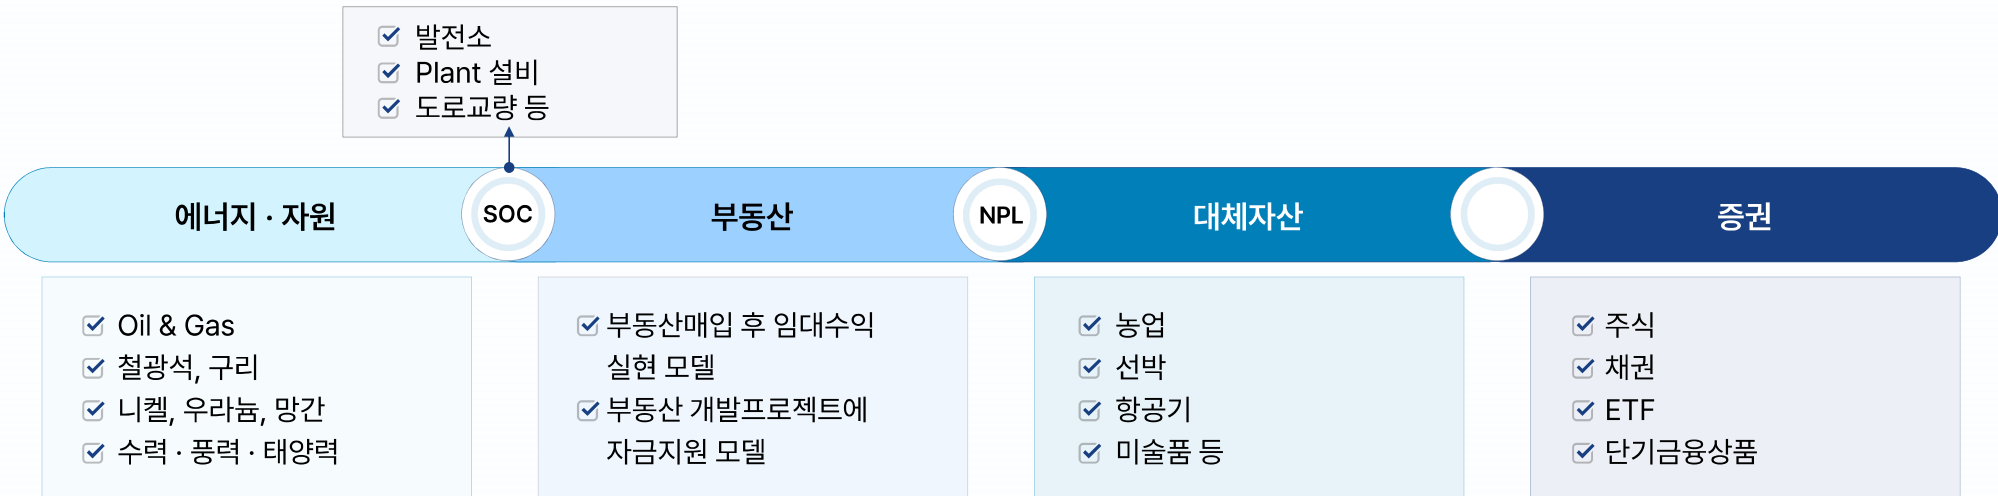 발전소
Plant 설비
도로교량 등
에너지 · 자원
SOC
부동산
NPL
대체자산
증권
Oil & Gas
철광석, 구리
니켈, 우라늄, 망간
수력 · 풍력 · 태양력
부동산매입 후 임대수익
실현 모델
부동산 개발프로젝트에
자금지원 모델
농업
선박
항공기
미술품 등
주식
채권
ETF
단기금융상품